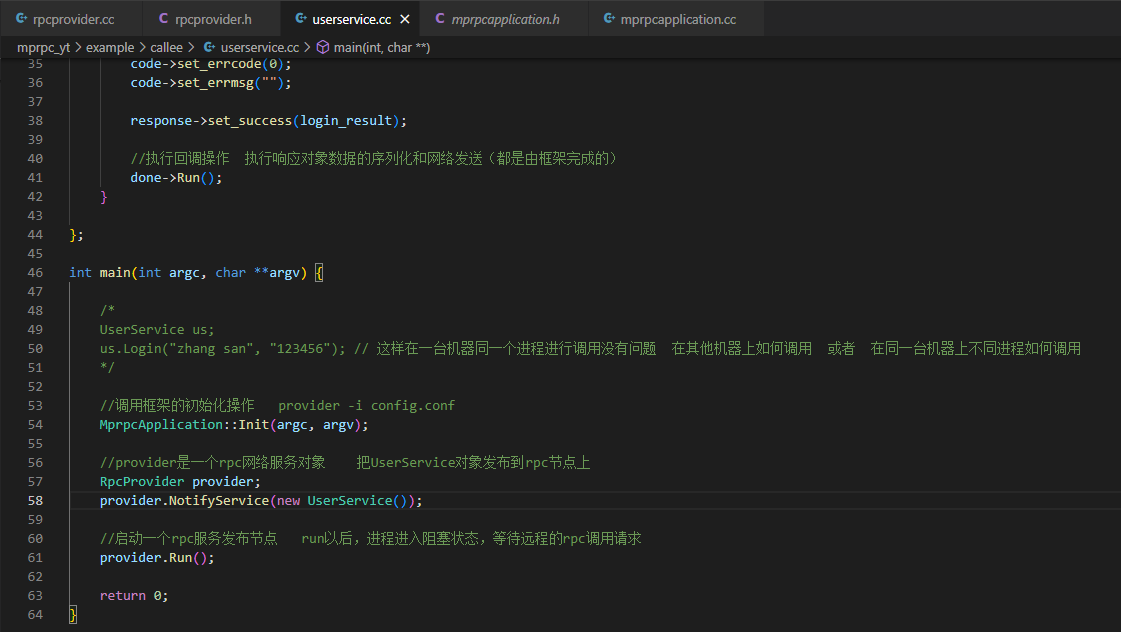 rpcprovider.cc
rpcprovider.h
userservice.cc
mprpcapplication.h
mprpcapplication.cc
mprpc_yt > example > callee > userservice.cc > main(int, char **)
35 code->set_errcode(0);
36 code->set_errmsg("");
37
38 response->set_success(login_result);
39
40 //执行回调操作 执行响应对象数据的序列化和网络发送（都是由框架完成的）
41 done->Run();
42 }
43
44 };
45
46 int main(int argc, char **argv) {
47
48 /*
49 UserService us;
50 us.Login("zhang san", "123456"); // 这样在一台机器同一个进程进行调用没有问题 在其他机器上如何调用 或者 在同一台机器上不同进程如何调用
51 */
52
53 //调用框架的初始化操作 provider -i config.conf
54 MprpcApplication::Init(argc, argv);
55
56 //provider是一个rpc网络服务对象 把UserService对象发布到rpc节点上
57 RpcProvider provider;
58 provider.NotifyService(new UserService());
59
60 //启动一个rpc服务发布节点 run以后，进程进入阻塞状态，等待远程的rpc调用请求
61 provider.Run();
62
63 return 0;
64 }